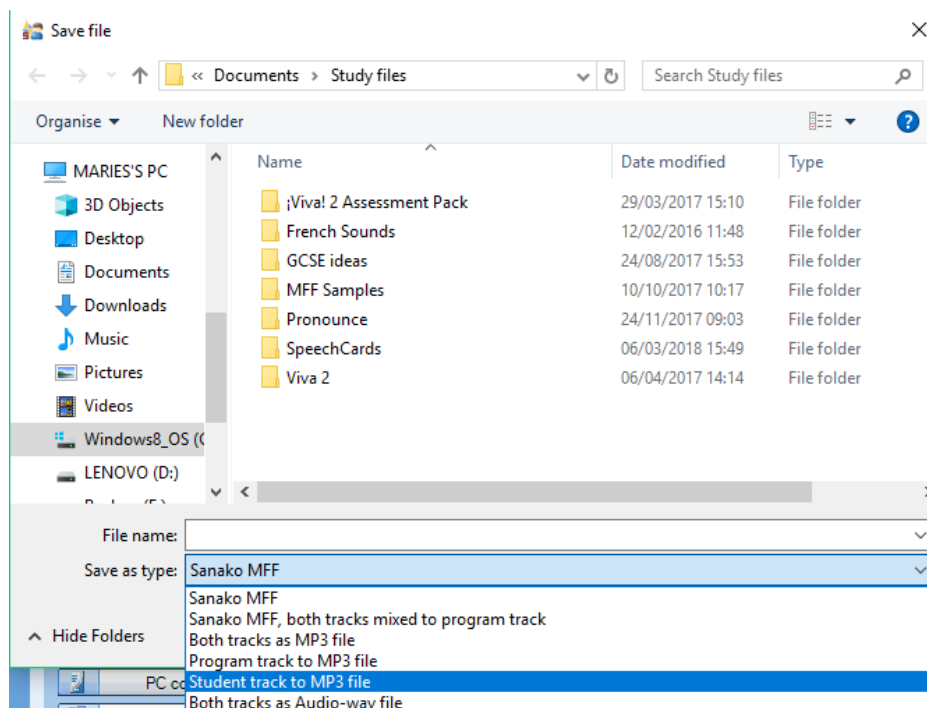 Save file
« Documents › Study files
Search Study files
Organise
New folder
Name Date modified Type
MARIES'S PC
3D Objects
Desktop
Documents
Downloads
Music
Pictures
Videos
Windows8_OS (
LENOVO (D:)
¡Viva! 2 Assessment Pack 29/03/2017 15:10 File folder
French Sounds 12/02/2016 11:48 File folder
GCSE ideas 24/08/2017 15:53 File folder
MFF Samples 10/10/2017 10:17 File folder
Pronounce 24/11/2017 09:03 File folder
SpeechCards 06/03/2018 15:49 File folder
Viva 2 06/04/2017 14:14 File folder
File name:
Save as type: Sanako MFF
Sanako MFF
Sanako MFF, both tracks mixed to program track
Both tracks as MP3 file
Program track to MP3 file
Student track to MP3 file
Both tracks as Audio-wav file
Hide Folders
PC